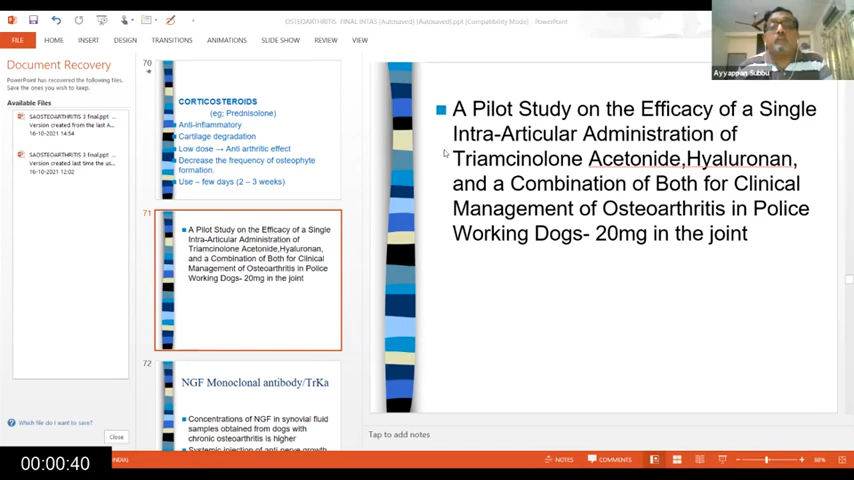 OSTEOARTHRITIS FINAL INTAS [Autosaved] [Autosaved].ppt [Compatibility Mode] - PowerPoint
FILE HOME INSERT DESIGN TRANSITIONS ANIMATIONS SLIDE SHOW REVIEW VIEW
Ayyappan Subbu
Document Recovery
PowerPoint has recovered the following files.
Save the ones you wish to keep.
Available Files
SAOSTEOARTHRITIS 3 final.ppt ...
Version created from the last A...
16-10-2021 14:54
SAOSTEOARTHRITIS 3 final.ppt ...
Version created last time the us...
16-10-2021 12:02
Which file do I want to save?
Close
70
CORTICOSTEROIDS
(eg; Prednisolone)
Anti-inflammatory
Cartilage degradation
Low dose → Anti arthritic effect
Decrease the frequency of osteophyte
formation.
Use – few days (2 – 3 weeks)
71
A Pilot Study on the Efficacy of a Single
Intra-Articular Administration of
Triamcinolone Acetonide,Hyaluronan,
and a Combination of Both for Clinical
Management of Osteoarthritis in Police
Working Dogs- 20mg in the joint
72
NGF Monoclonal antibody/TrKa
Concentrations of NGF in synovial fluid
samples obtained from dogs with
chronic osteoarthritis is higher
Systemic injection of anti nerve growth
A Pilot Study on the Efficacy of a Single
Intra-Articular Administration of
Triamcinolone Acetonide,Hyaluronan,
and a Combination of Both for Clinical
Management of Osteoarthritis in Police
Working Dogs- 20mg in the joint
Tap to add notes
00:00:40
NOTES COMMENTS 88%